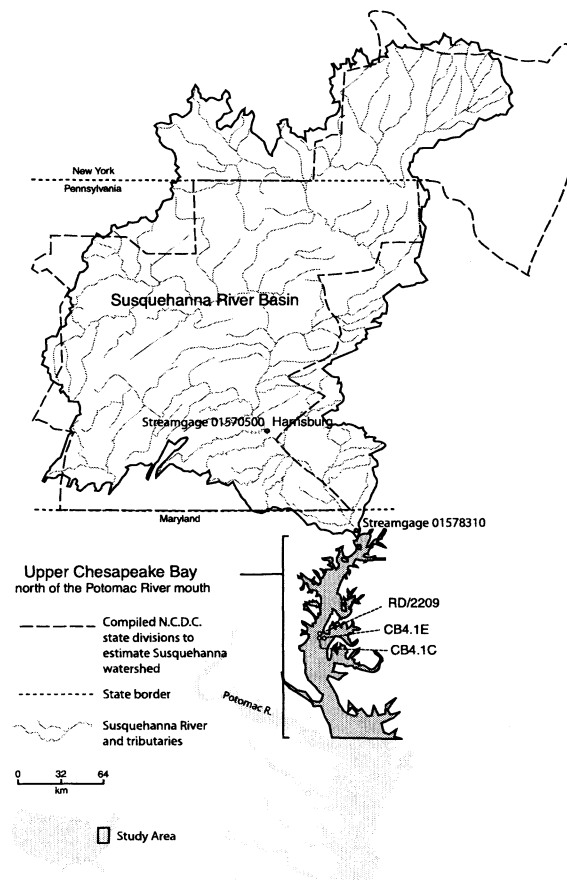 New York
Pennsylvania
Susquehanna River Basin
Streamgage 01570500 Harrisburg
Maryland
Streamgage 01578310
Upper Chesapeake Bay
north of the Potomac River mouth
RD/2209
CB4.1E
CB4.1C
Compiled N.C.D.C.
state divisions to
estimate Susquehanna
watershed
State border
Potomac R.
Susquehanna River
and tributaries
0 32 64
km
Study Area